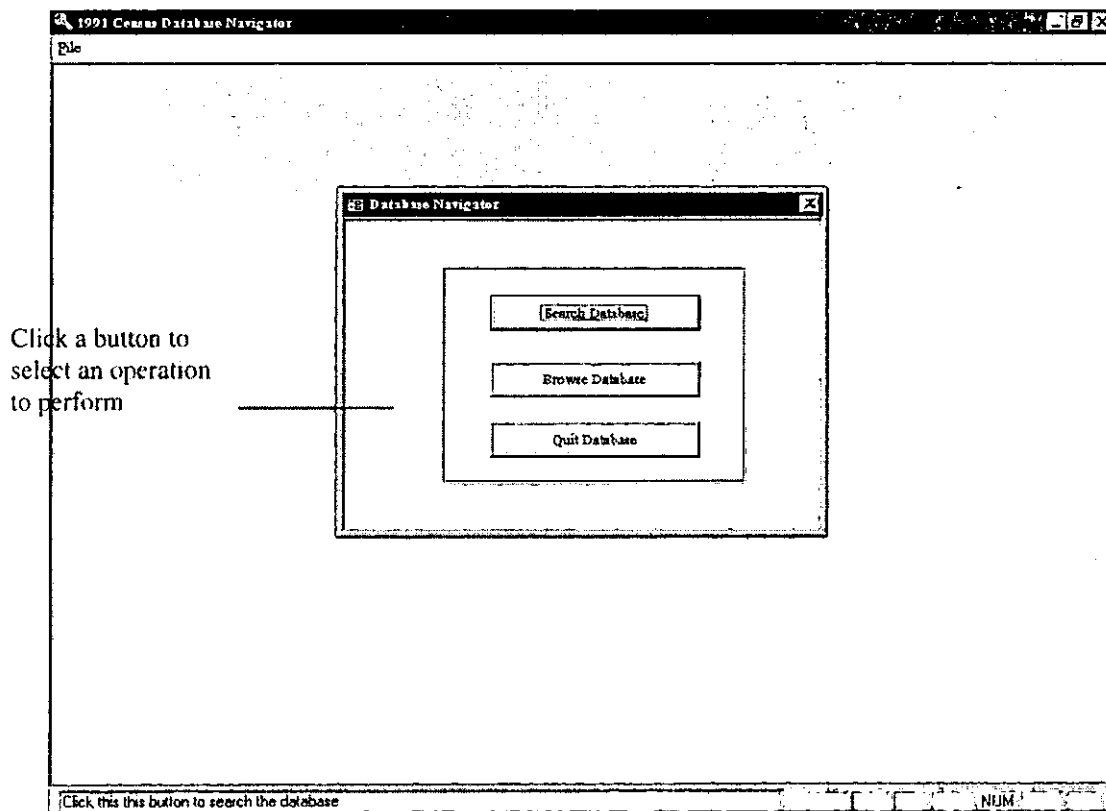 1991 Census Database Navigator
File
Database Navigator
Search Database
Browse Database
Quit Database
Click a button to
select an operation
to perform
Click this this button to search the database
NUM